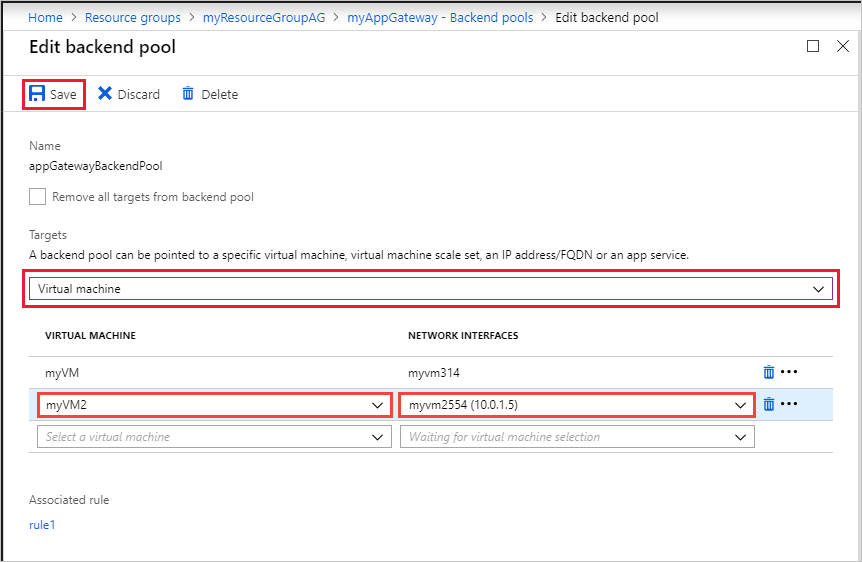 Home > Resource groups > myResourceGroupAG > myAppGateway - Backend pools > Edit backend pool
Edit backend pool
Save Discard Delete
Name
appGatewayBackendPool
Remove all targets from backend pool
Targets
A backend pool can be pointed to a specific virtual machine, virtual machine scale set, an IP address/FQDN or an app service.
Virtual machine
VIRTUAL MACHINE NETWORK INTERFACES
myVM myvm314
myVM2 myvm2554 (10.0.1.5)
Select a virtual machine Waiting for virtual machine selection
Associated rule
rule1